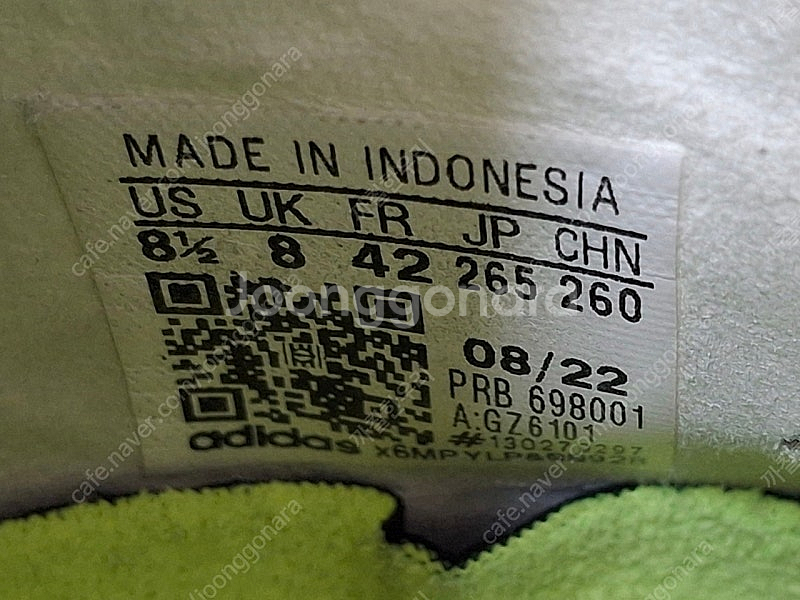 MADE IN INDONESIA
US UK FR JP CHN
8½ 8 42 265 260
Joonggonara
08/22
PRB 698001
A:GZ6101
adidas
cafe.naver.com/joonggonara